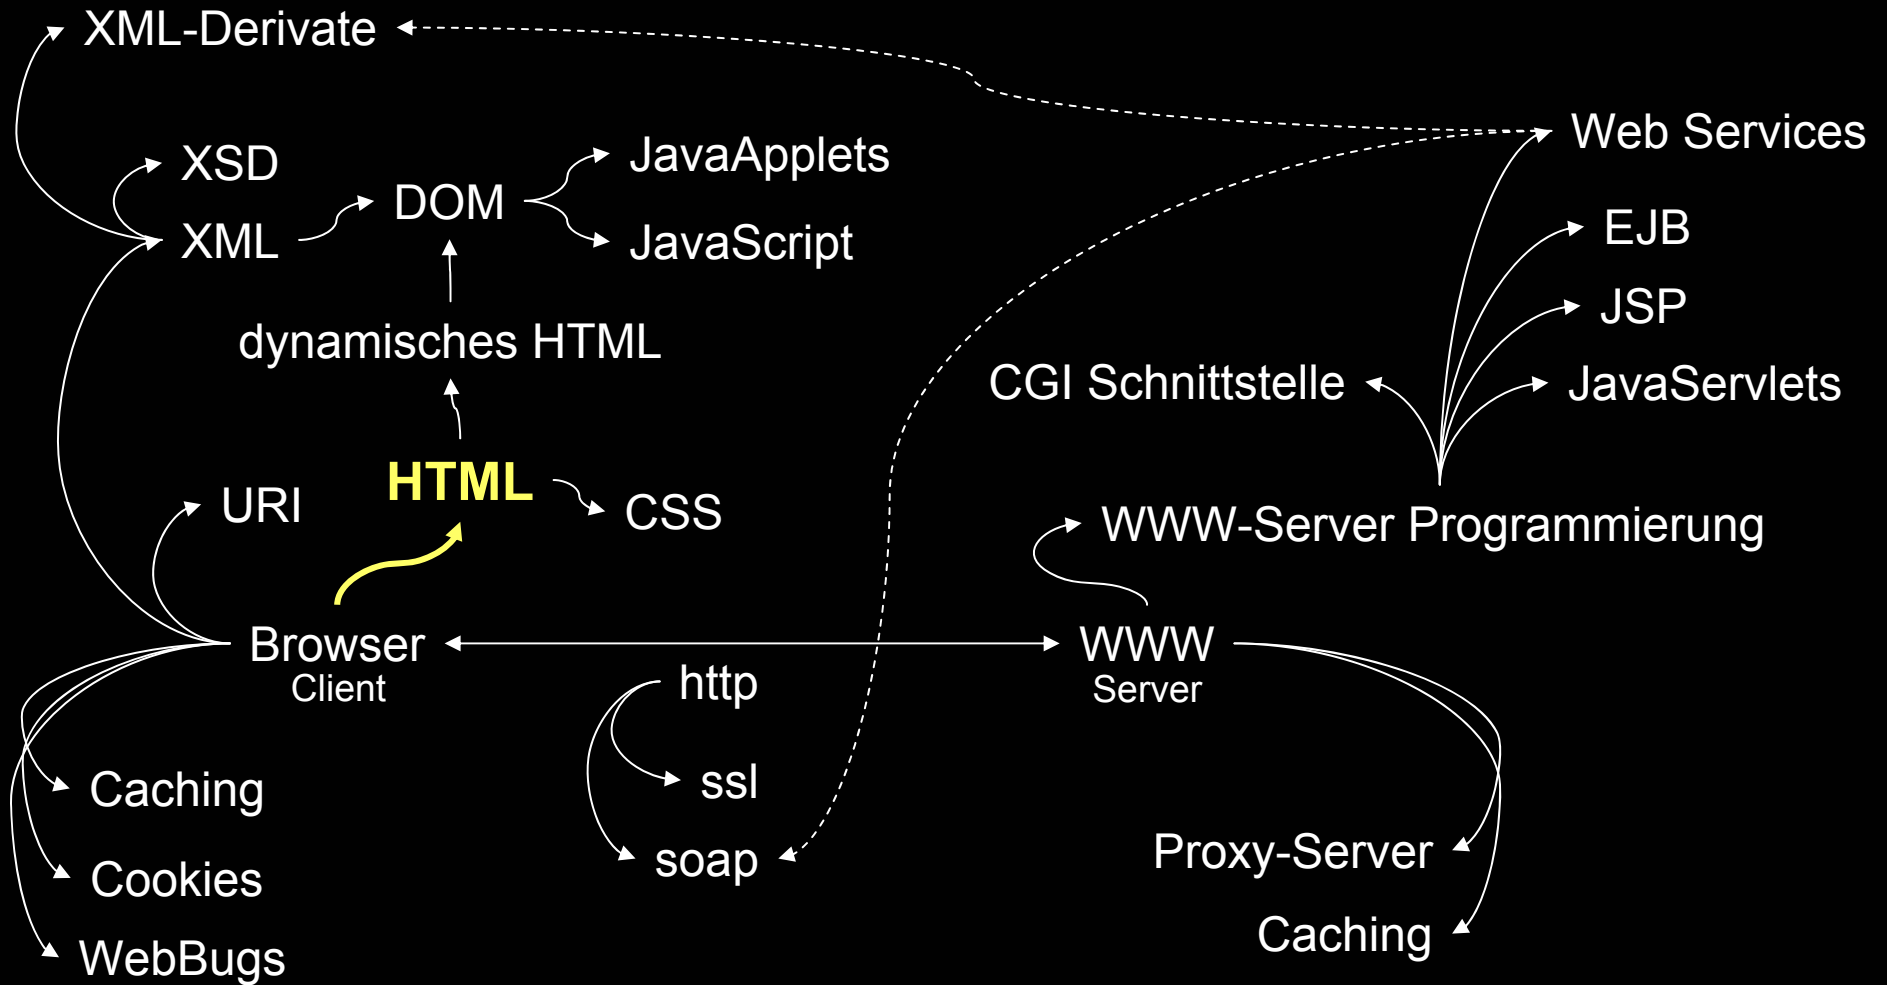 XML-Derivate
Web Services
XSD
JavaApplets
DOM
XML
JavaScript
EJB
JSP
dynamisches HTML
CGI Schnittstelle
JavaServlets
HTML
URI
CSS
WWW-Server Programmierung
Browser
Client
WWW
Server
http
ssl
Caching
soap
Proxy-Server
Cookies
Caching
WebBugs